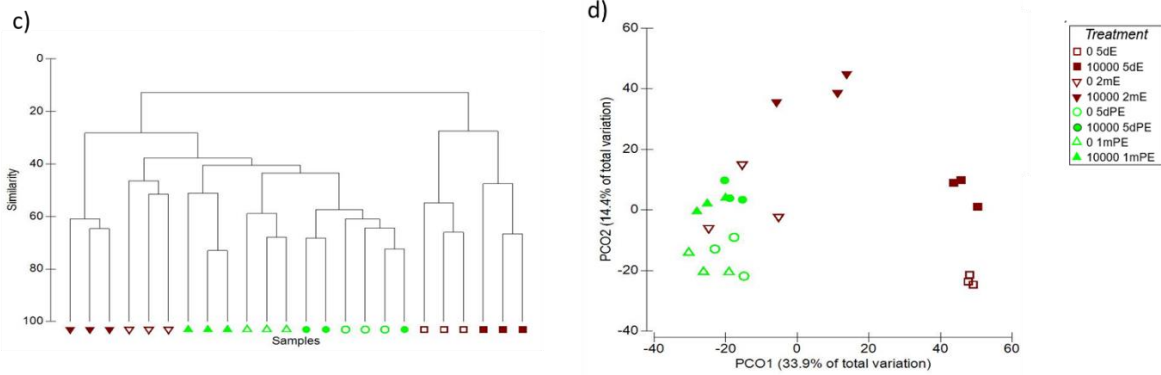 c)
0
20
40
60
80
100
Similarity
Samples
d)
60
40
20
0
-20
-40
PCO2 (14.4% of total variation)
-40 -20 0 20 40 60
PCO1 (33.9% of total variation)
Treatment
0 5dE
10000 5dE
0 2mE
10000 2mE
0 5dPE
10000 5dPE
0 1mPE
10000 1mPE